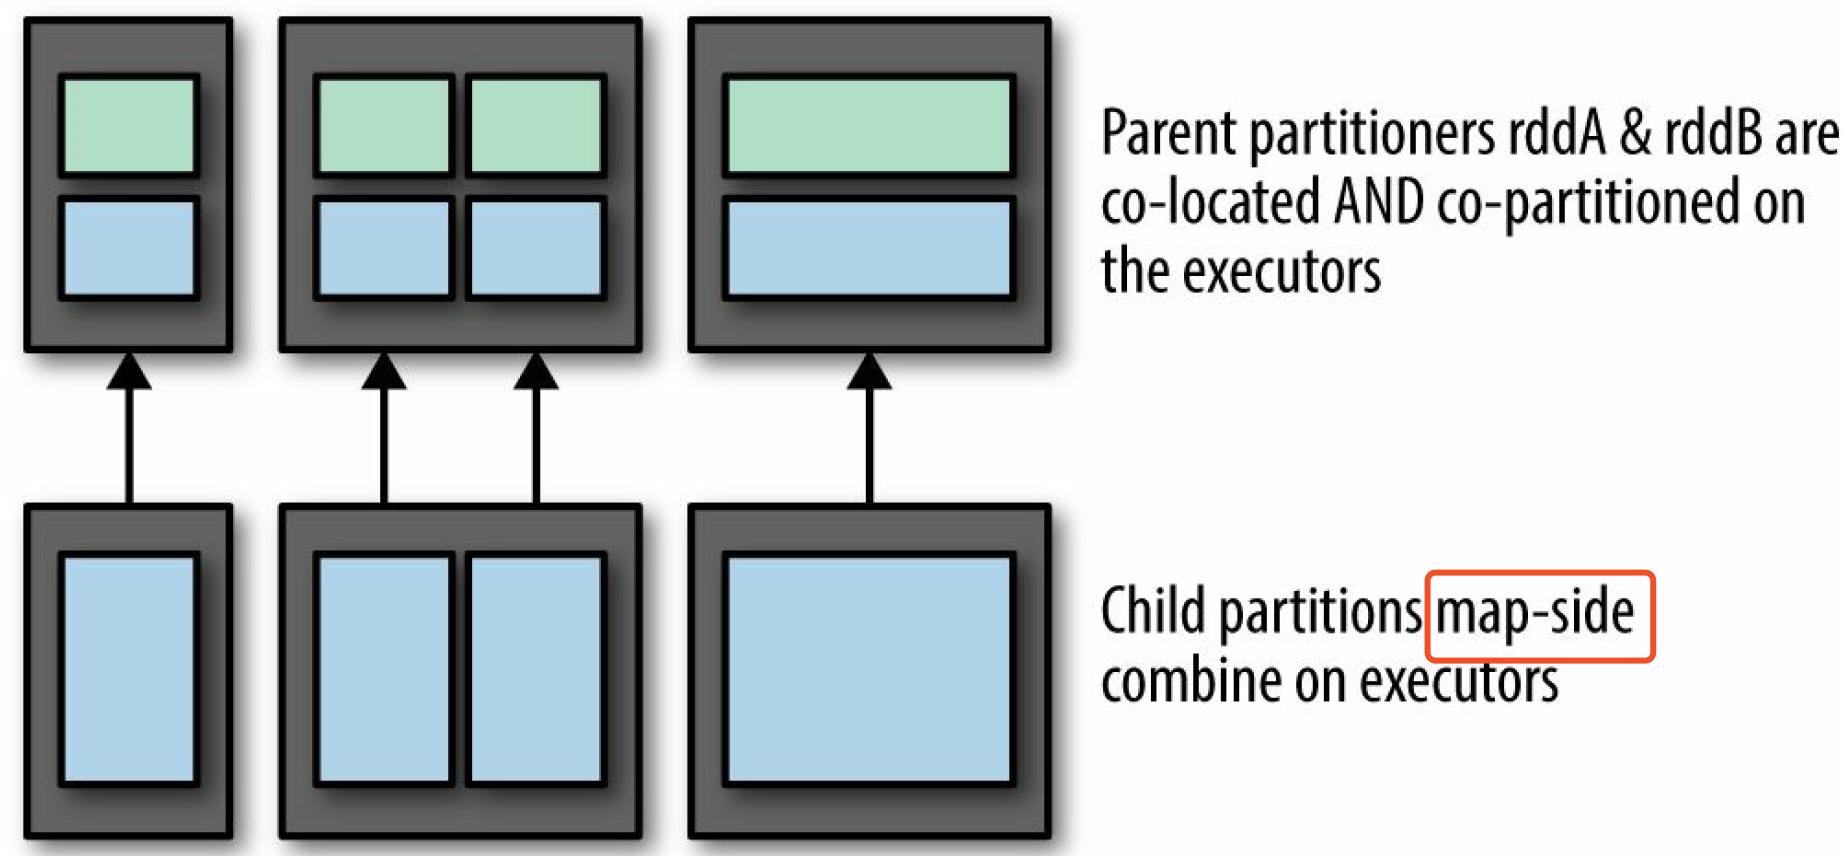 Parent partitioners rddA & rddB are
co-located AND co-partitioned on
the executors
Child partitions map-side
combine on executors